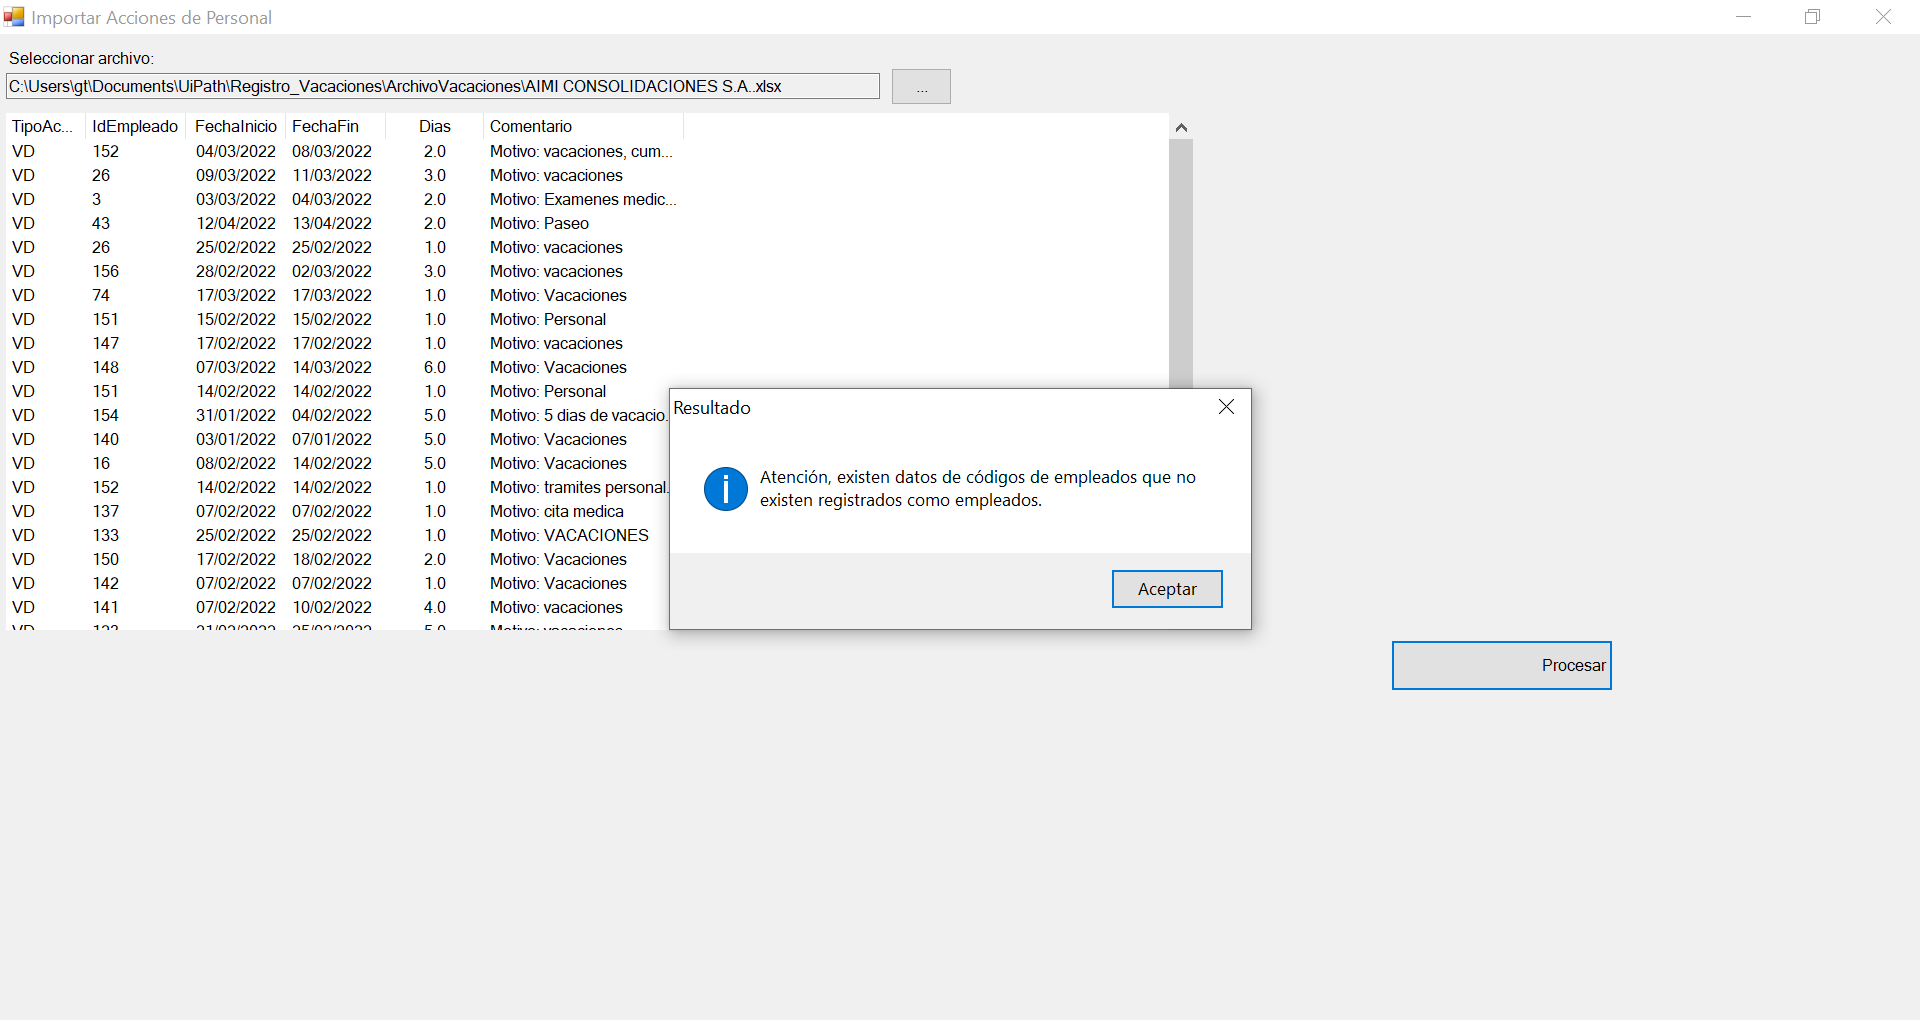 Importar Acciones de Personal
Seleccionar archivo:
C:\Users\gt\Documents\UiPath\Registro_Vacaciones\ArchivoVacaciones\AIMI CONSOLIDACIONES S.A..xlsx ...
TipoAc... IdEmpleado FechaInicio FechaFin Dias Comentario
VD 152 04/03/2022 08/03/2022 2.0 Motivo: vacaciones, cum...
VD 26 09/03/2022 11/03/2022 3.0 Motivo: vacaciones
VD 3 03/03/2022 04/03/2022 2.0 Motivo: Examenes medic...
VD 43 12/04/2022 13/04/2022 2.0 Motivo: Paseo
VD 26 25/02/2022 25/02/2022 1.0 Motivo: vacaciones
VD 156 28/02/2022 02/03/2022 3.0 Motivo: vacaciones
VD 74 17/03/2022 17/03/2022 1.0 Motivo: Vacaciones
VD 151 15/02/2022 15/02/2022 1.0 Motivo: Personal
VD 147 17/02/2022 17/02/2022 1.0 Motivo: vacaciones
VD 148 07/03/2022 14/03/2022 6.0 Motivo: Vacaciones
VD 151 14/02/2022 14/02/2022 1.0 Motivo: Personal
VD 154 31/01/2022 04/02/2022 5.0 Motivo: 5 dias de vacacio.
VD 140 03/01/2022 07/01/2022 5.0 Motivo: Vacaciones
VD 16 08/02/2022 14/02/2022 5.0 Motivo: Vacaciones
VD 152 14/02/2022 14/02/2022 1.0 Motivo: tramites personal.
VD 137 07/02/2022 07/02/2022 1.0 Motivo: cita medica
VD 133 25/02/2022 25/02/2022 1.0 Motivo: VACACIONES
VD 150 17/02/2022 18/02/2022 2.0 Motivo: Vacaciones
VD 142 07/02/2022 07/02/2022 1.0 Motivo: Vacaciones
VD 141 07/02/2022 10/02/2022 4.0 Motivo: vacaciones
Resultado
Atención, existen datos de códigos de empleados que no
existen registrados como empleados.
Aceptar
Procesar